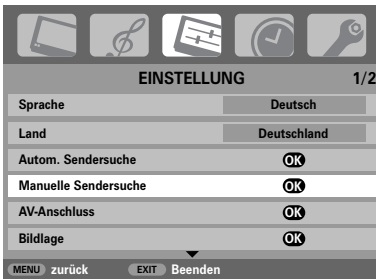 EINSTELLUNG 1/2
Sprache Deutsch
Land Deutschland
Autom. Sendersuche OK
Manuelle Sendersuche OK
AV-Anschluss OK
Bildlage OK
MENU zurück EXIT Beenden